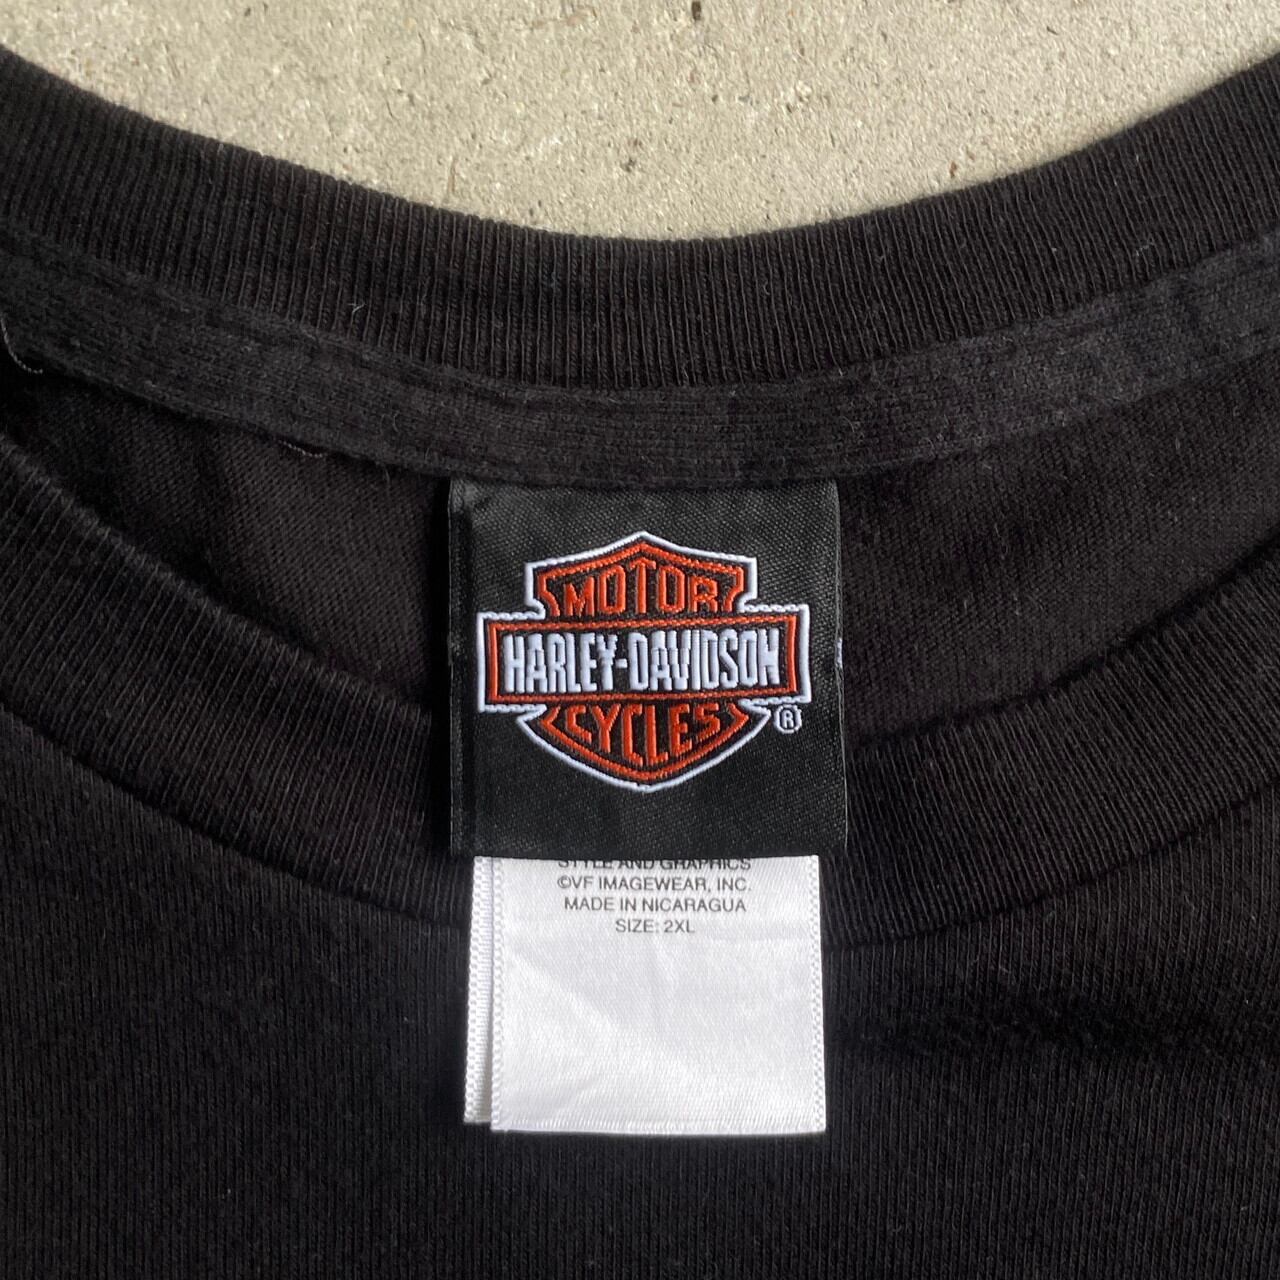 MOTOR
HARLEY-DAVIDSON
CYCLES
®
STYLE AND GRAPHICS
©VF IMAGEWEAR, INC.
MADE IN NICARAGUA
SIZE: 2XL